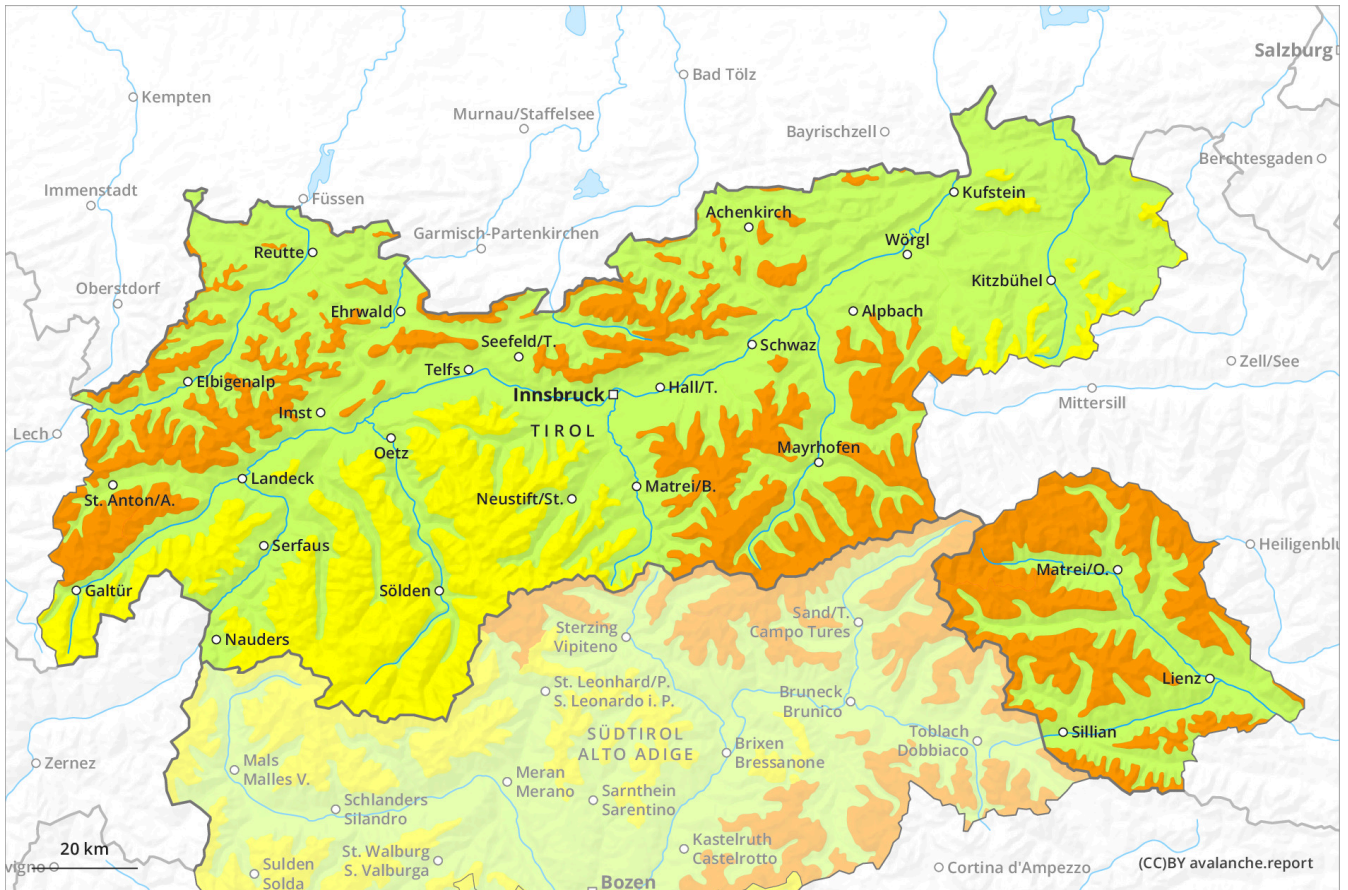 Salzburg
Bad Tölz
Kempten
Murnau/Staffelsee
Bayrischzell
Berchtesgaden
Immenstadt
Füssen
Kufstein
Achenkirch
Garmisch-Partenkirchen
Reutte
Wörgl
Oberstdorf
Kitzbühel
Ehrwald
Alpbach
Seefeld/T.
Schwaz
Zell/See
Telfs
Elbigenalp
Innsbruck
Hall/T.
Mittersill
Imst
Lech
TIROL
Mayrhofen
Oetz
Landeck
Matrei/B.
St. Anton/A.
Neustift/St.
Serfaus
Matrei/O.
Galtür
Sölden
Sand/T.
Campo Tures
Sterzing
Vipiteno
Nauders
Lienz
St. Leonhard/P.
S. Leonardo i. P.
Bruneck
Brunico
Sillian
SÜDTIROL
ALTO ADIGE
Toblach
Dobbiaco
Brixen
Bressanone
Zernez
Mals
Malles V.
Meran
Merano
Sarnthein
Sarentino
Schlanders
Silandro
Kastelruth
Castelrotto
20 km
St. Walburg
S. Valburga
Sulden
Solda
Cortina d'Ampezzo
(CC)BY avalanche.report
Bozen